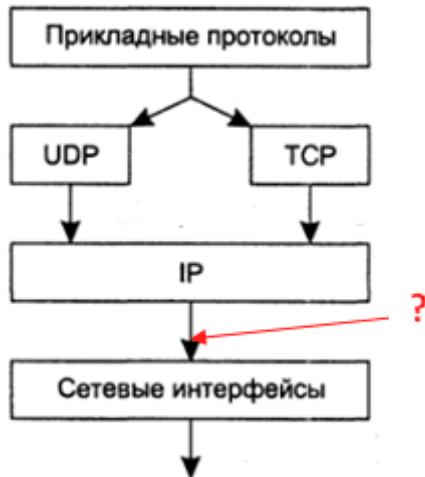 Прикладные протоколы
UDP
TCP
IP
?
Сетевые интерфейсы